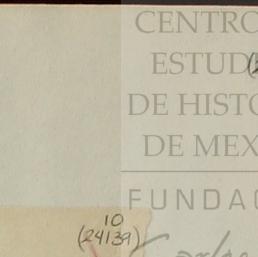 CENTRO
ESTUD
DE HISTO
DE MEX
FUNDAC
10
(24139)